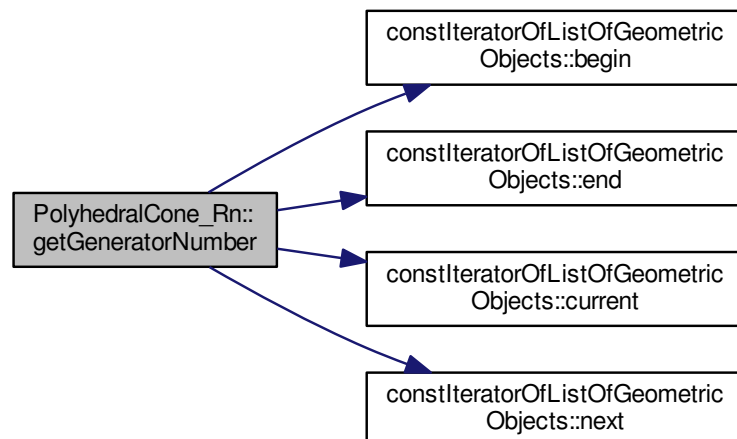 constIteratorOfListOfGeometric
Objects::begin
constIteratorOfListOfGeometric
Objects::end
PolyhedralCone_Rn::
getGeneratorNumber
constIteratorOfListOfGeometric
Objects::current
constIteratorOfListOfGeometric
Objects::next